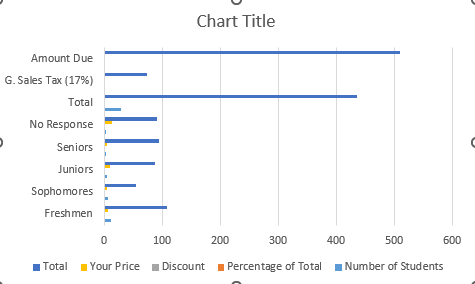 Chart Title
Amount Due
G. Sales Tax (17%)
Total
No Response
Seniors
Juniors
Sophomores
Freshmen
0 100 200 300 400 500 600
Total Your Price Discount Percentage of Total Number of Students